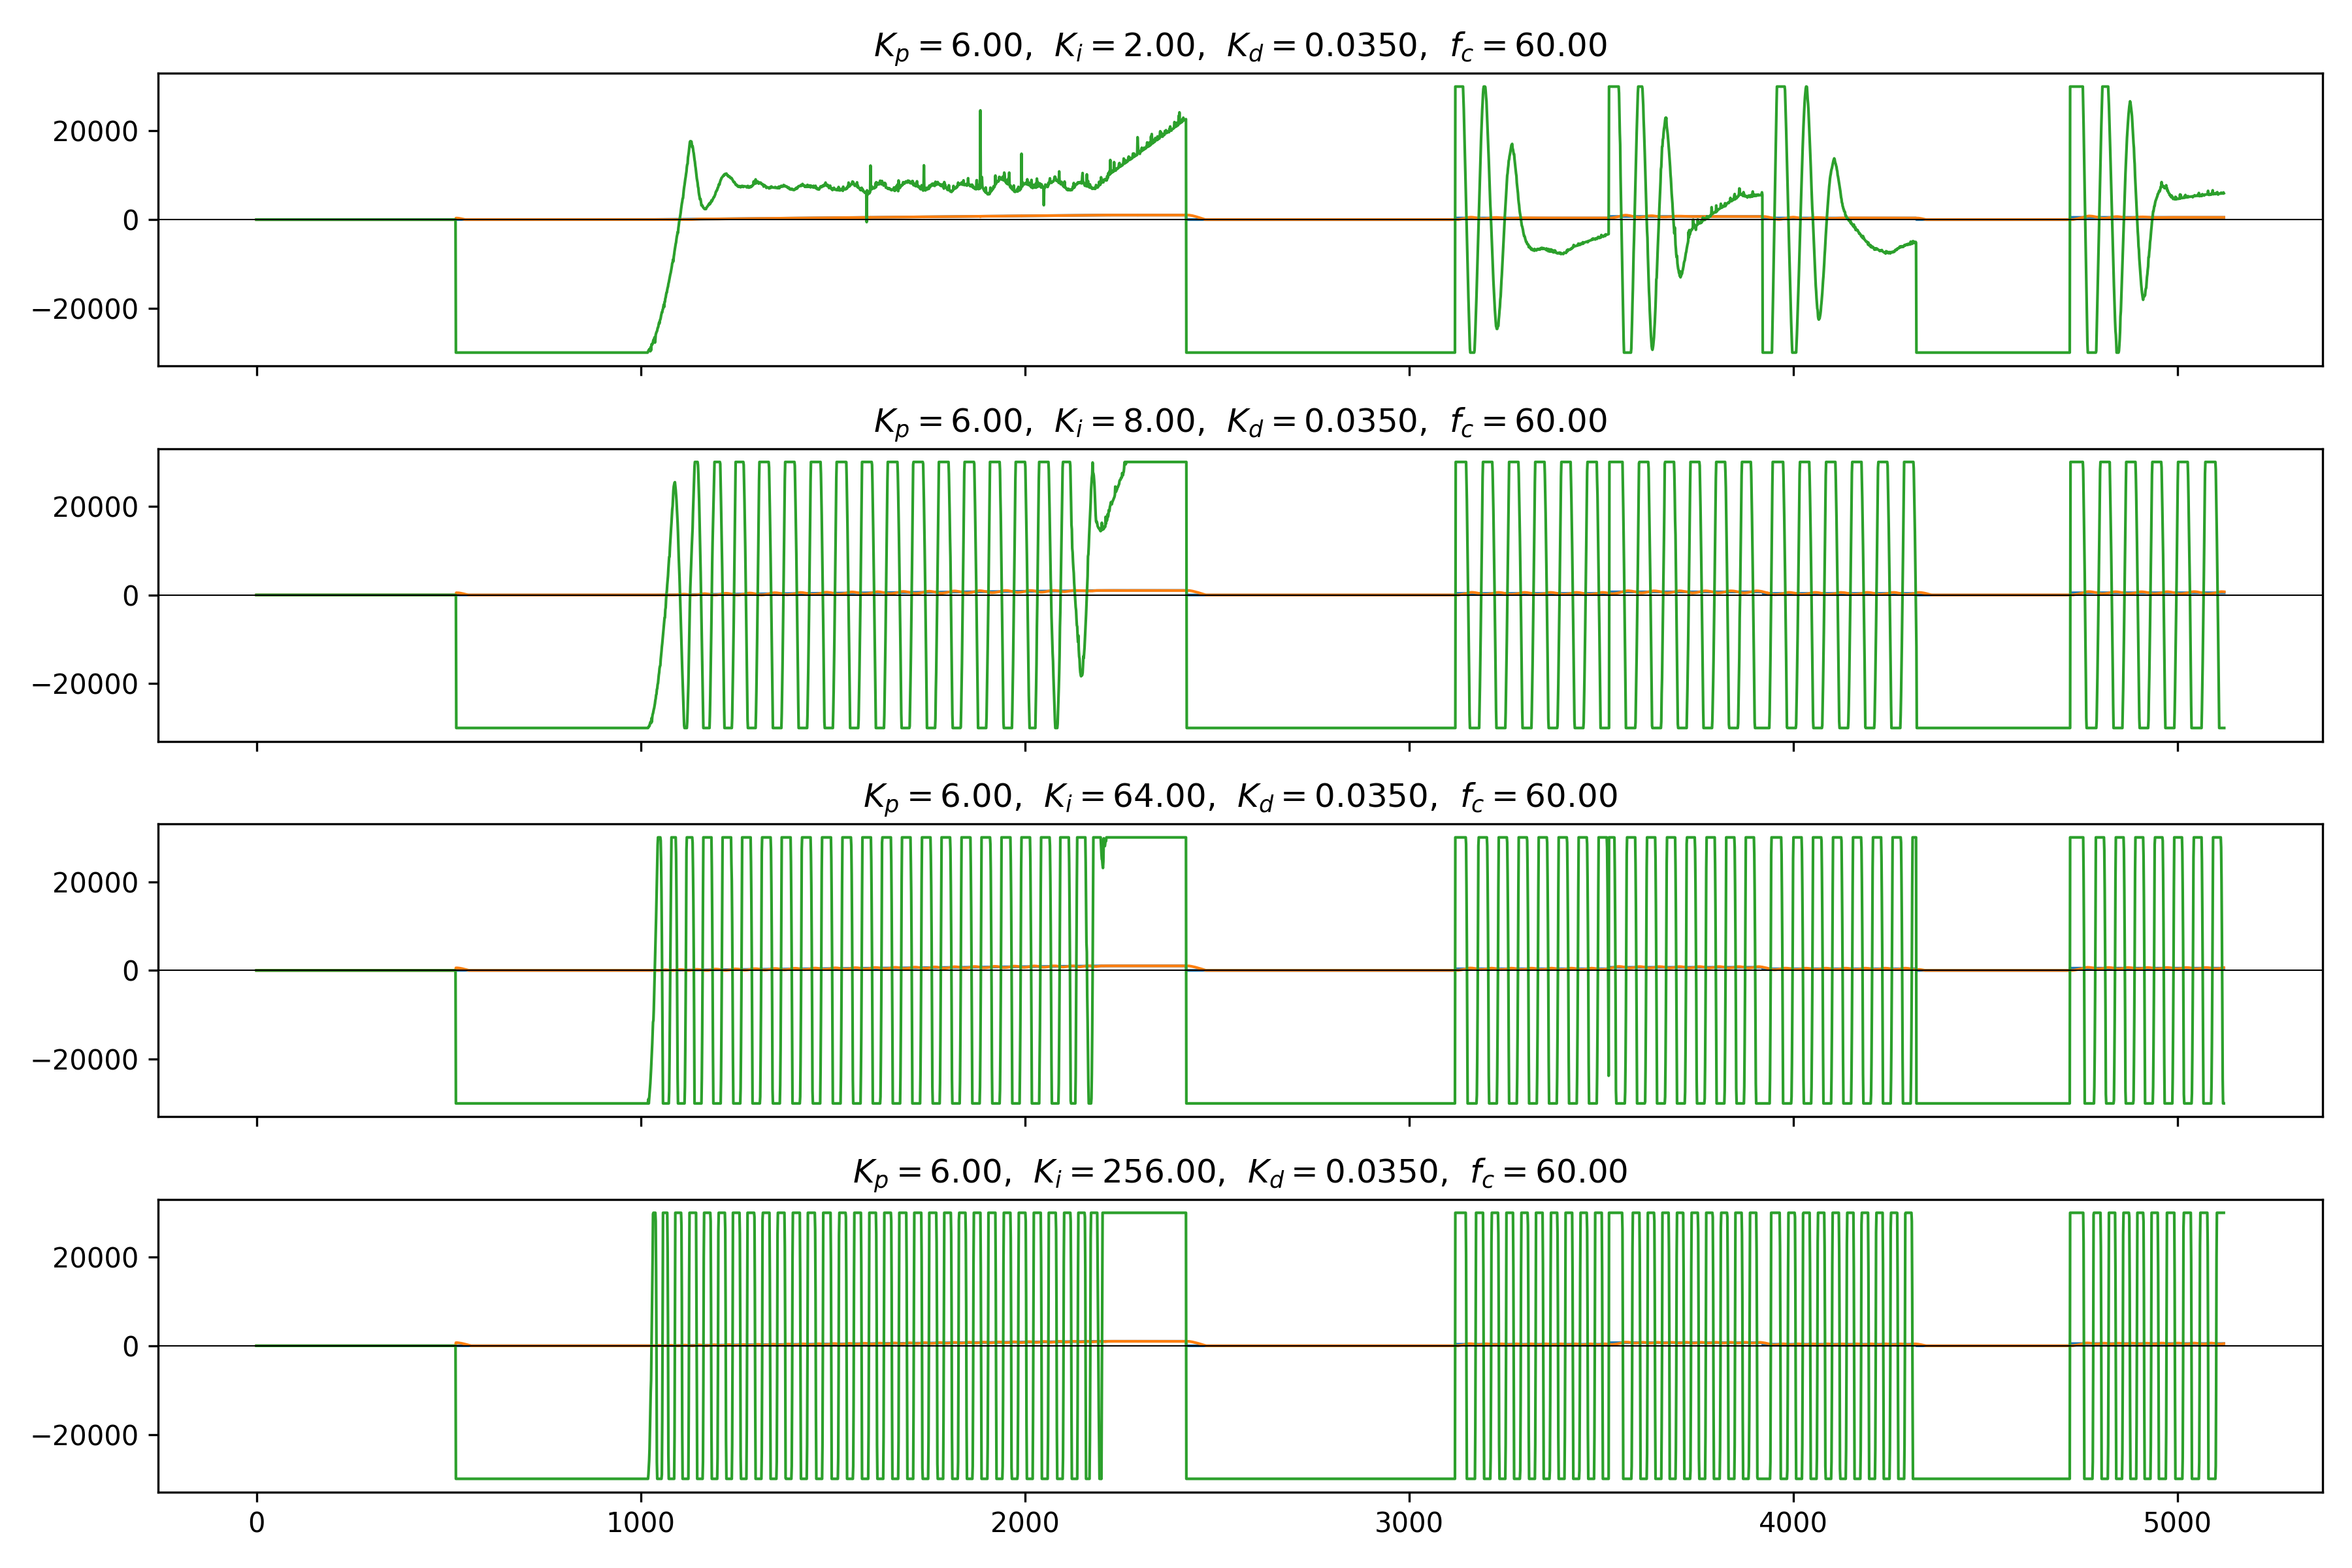 K_p = 6.00, K_i = 2.00, K_d = 0.0350, f_c = 60.00
20000
0
−20000
K_p = 6.00, K_i = 8.00, K_d = 0.0350, f_c = 60.00
20000
0
−20000
K_p = 6.00, K_i = 64.00, K_d = 0.0350, f_c = 60.00
20000
0
−20000
K_p = 6.00, K_i = 256.00, K_d = 0.0350, f_c = 60.00
20000
0
−20000
0 1000 2000 3000 4000 5000